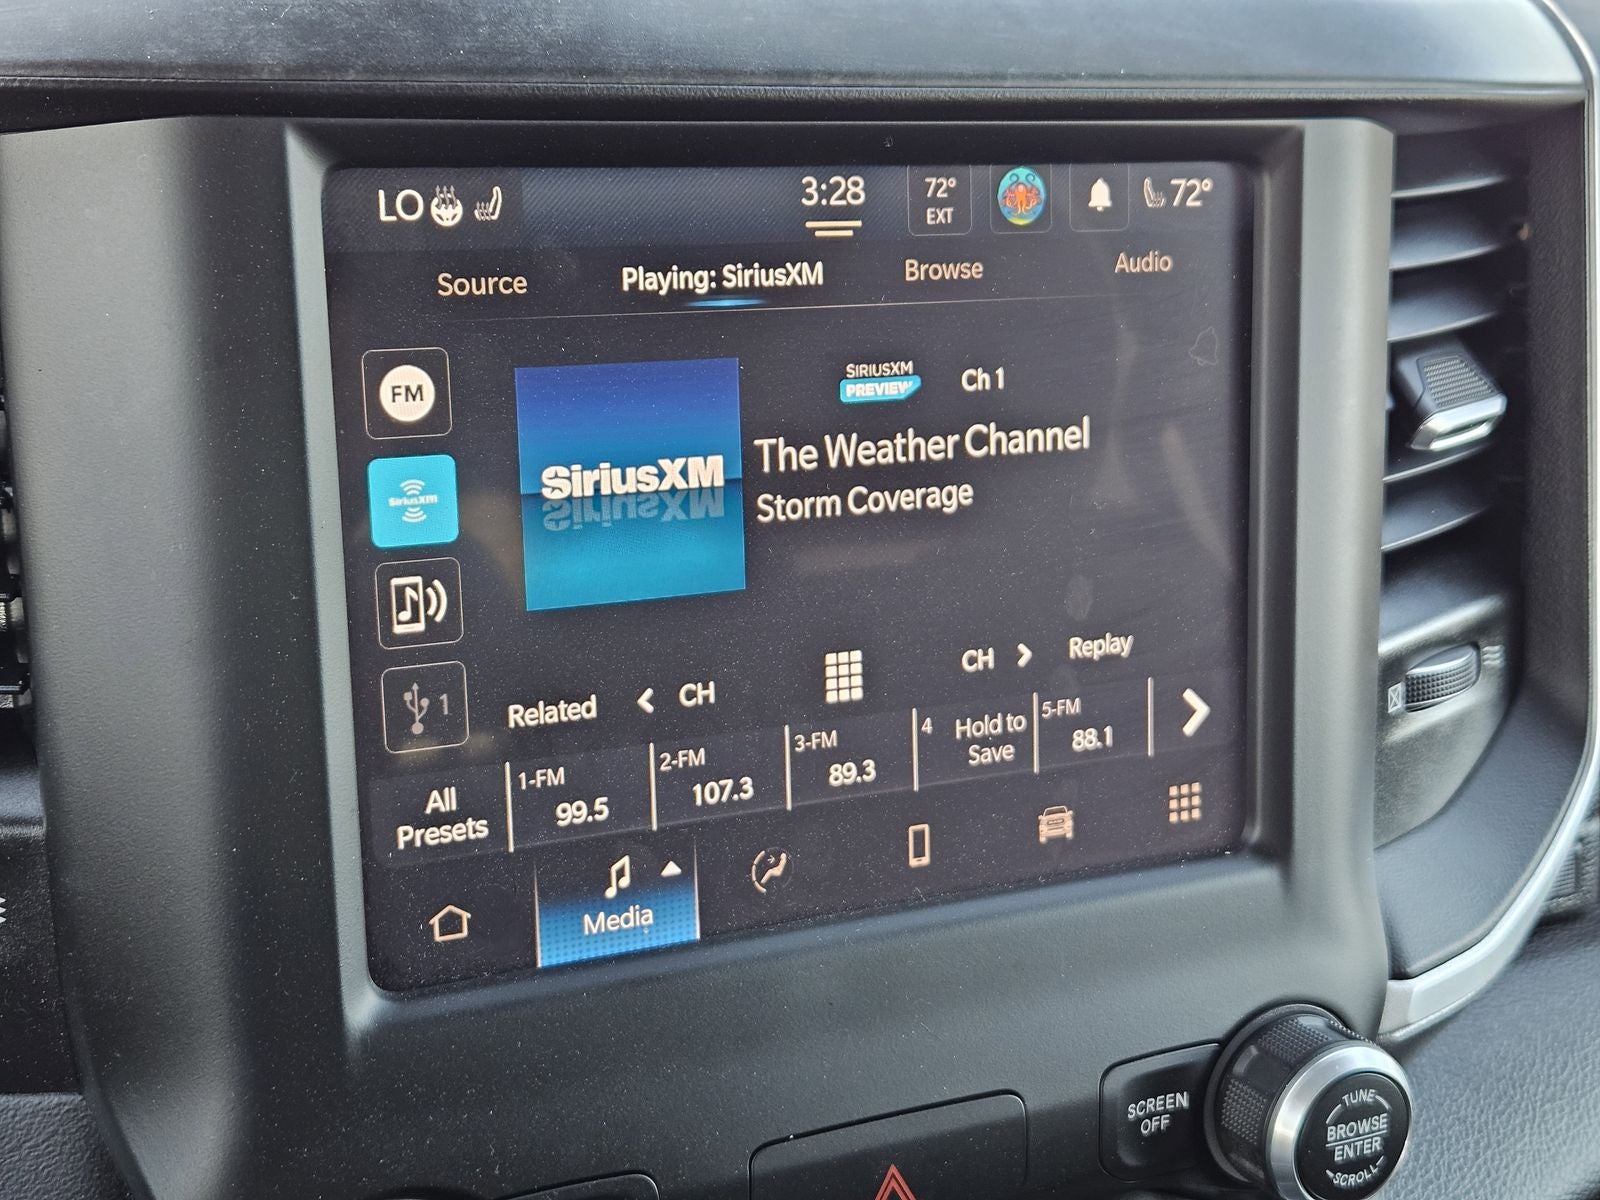 LO
3:28
72°
EXT
72°
Source
Playing: SiriusXM
Browse
Audio
FM
SIRIUSXM
PREVIEW
Ch 1
The Weather Channel
Storm Coverage
SiriusXM
SiriusXM
1
Related
CH
CH
Replay
All
Presets
1-FM
99.5
2-FM
107.3
3-FM
89.3
4
Hold to
Save
5-FM
88.1
Media
SCREEN
OFF
TUNE
BROWSE
ENTER
SCROLL